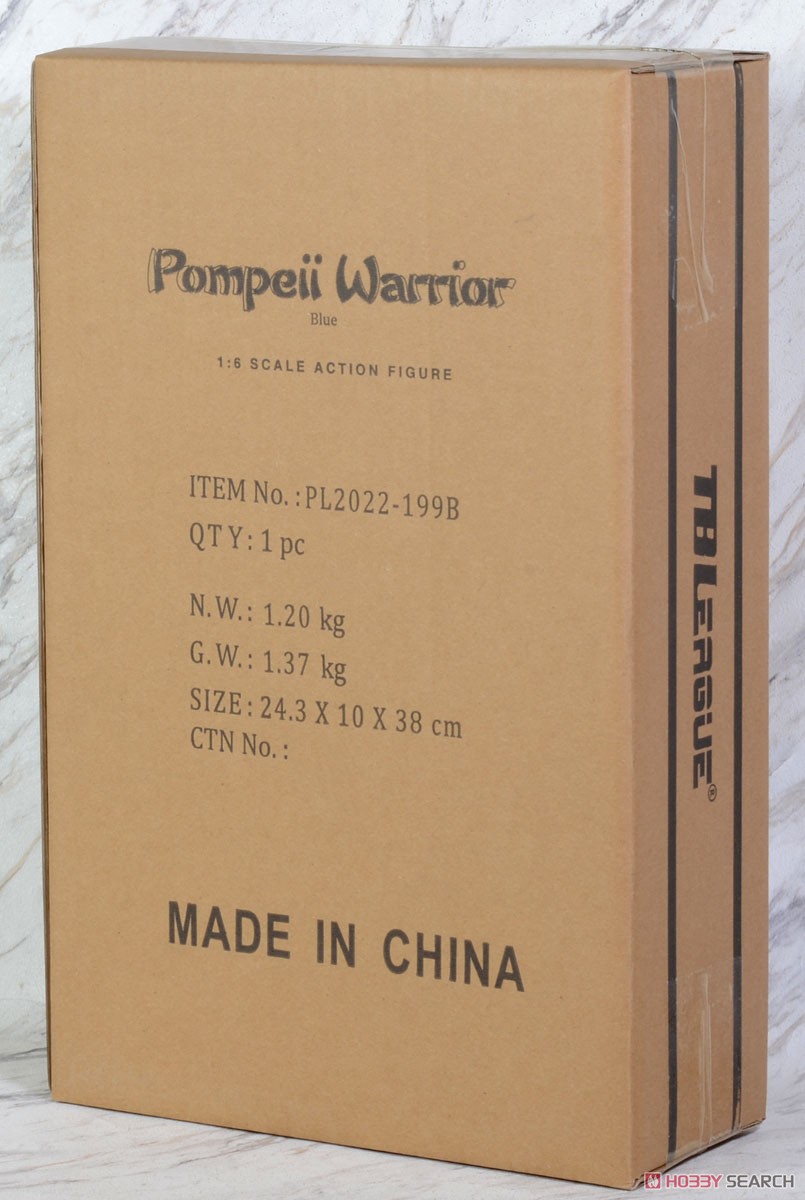 Pompeii Warrior
Blue
1:6 SCALE ACTION FIGURE
ITEM No. : PL2022-199B
QTY: 1 pc
N.W.: 1.20 kg
G.W.: 1.37 kg
SIZE: 24.3 X 10 X 38 cm
CTN No. :
MADE IN CHINA
TBLEAGUE®
HOBBY SEARCH